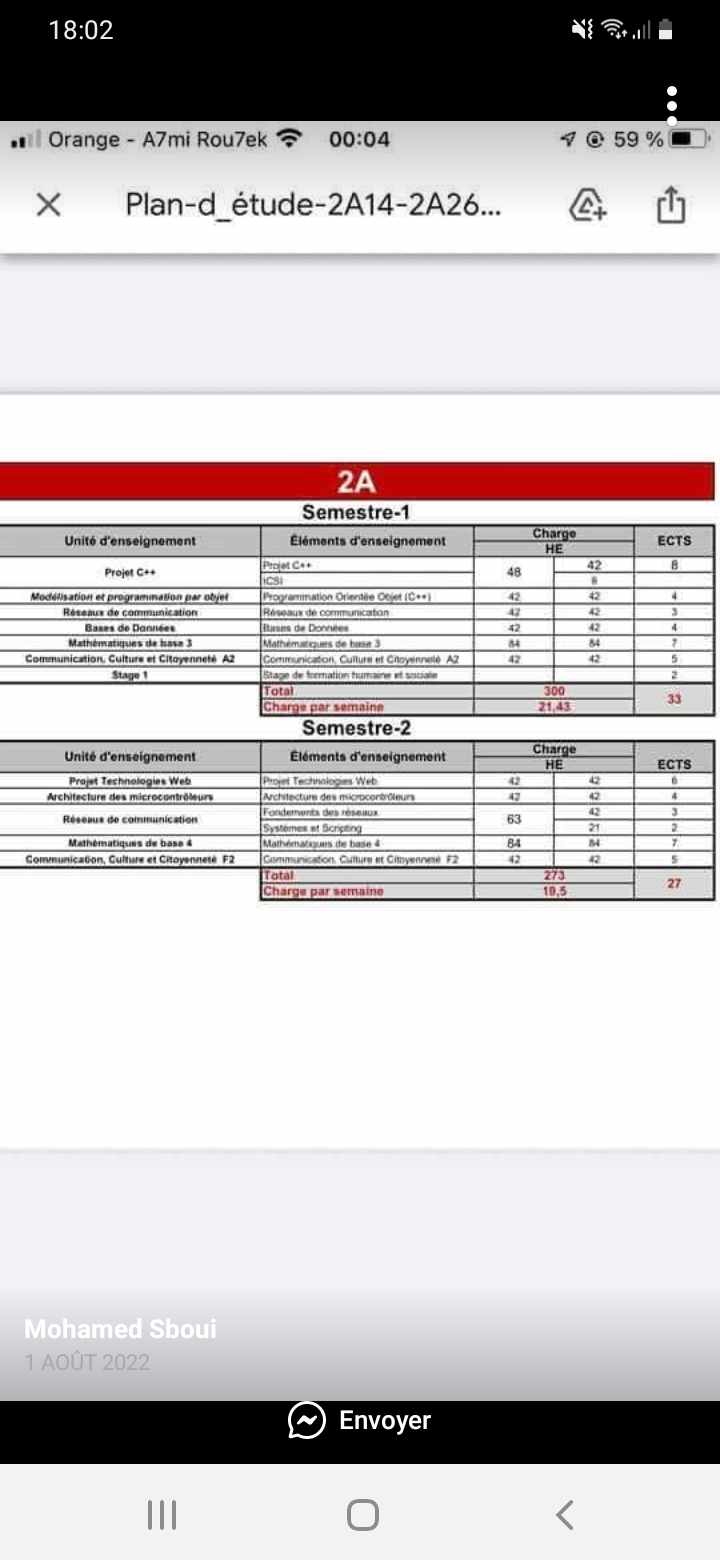 18:02
Orange - A7mi Rou7ek 00:04 59 %
Plan-d_étude-2A14-2A26...
2A
Semestre-1
Unité d'enseignement Éléments d'enseignement Charge HE ECTS
Projet C++ Projet C++ 48 42 8
ICSI 6
Modélisation et programmation par objet Programmation Orientée Objet (C++) 42 42 4
Réseaux de communication Réseaux de communication 42 42 3
Bases de Données Bases de Données 42 42 4
Mathématiques de base 3 Mathématiques de base 3 84 84 7
Communication, Culture et Citoyenneté A2 Communication, Culture et Citoyenneté A2 42 42 5
Stage 1 Stage de formation humaine et sociale 2
Total 300 33
Charge par semaine 21,43
Semestre-2
Unité d'enseignement Éléments d'enseignement Charge HE ECTS
Projet Technologies Web Projet Technologies Web 42 42 6
Architecture des microcontrôleurs Architecture des microcontrôleurs 42 42 4
Réseaux de communication Fondements des réseaux 63 42 3
Systèmes et Scripting 21 2
Mathématiques de base 4 Mathématiques de base 4 84 84 7
Communication, Culture et Citoyenneté F2 Communication, Culture et Citoyenneté F2 42 42 5
Total 273 27
Charge par semaine 19,5
Mohamed Sboui
1 AOÛT 2022
Envoyer